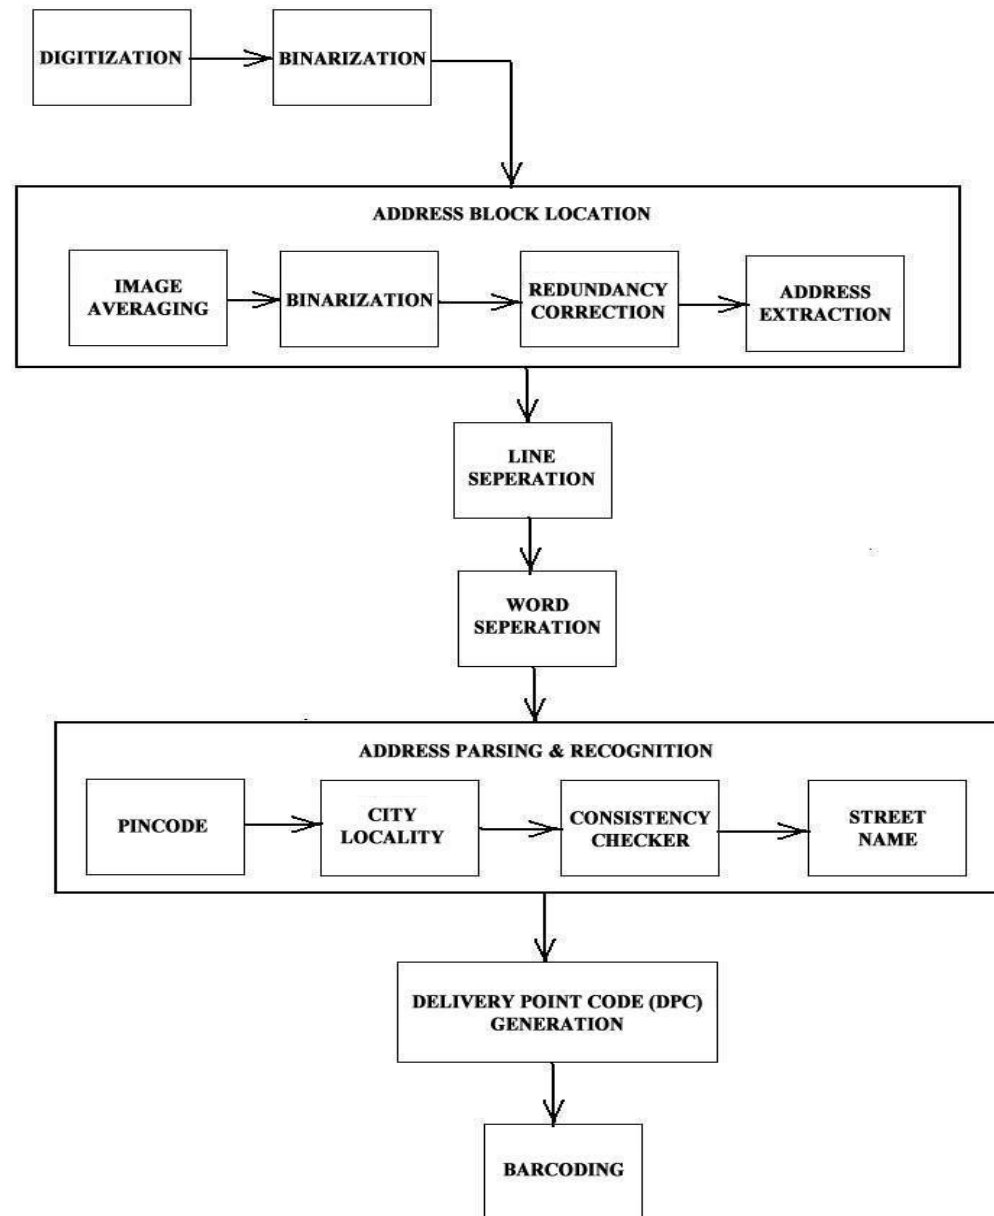 DIGITIZATION
BINARIZATION
ADDRESS BLOCK LOCATION
IMAGE
AVERAGING
BINARIZATION
REDUNDANCY
CORRECTION
ADDRESS
EXTRACTION
LINE
SEPERATION
WORD
SEPERATION
ADDRESS PARSING & RECOGNITION
PINCODE
CITY
LOCALITY
CONSISTENCY
CHECKER
STREET
NAME
DELIVERY POINT CODE (DPC)
GENERATION
BARCODING